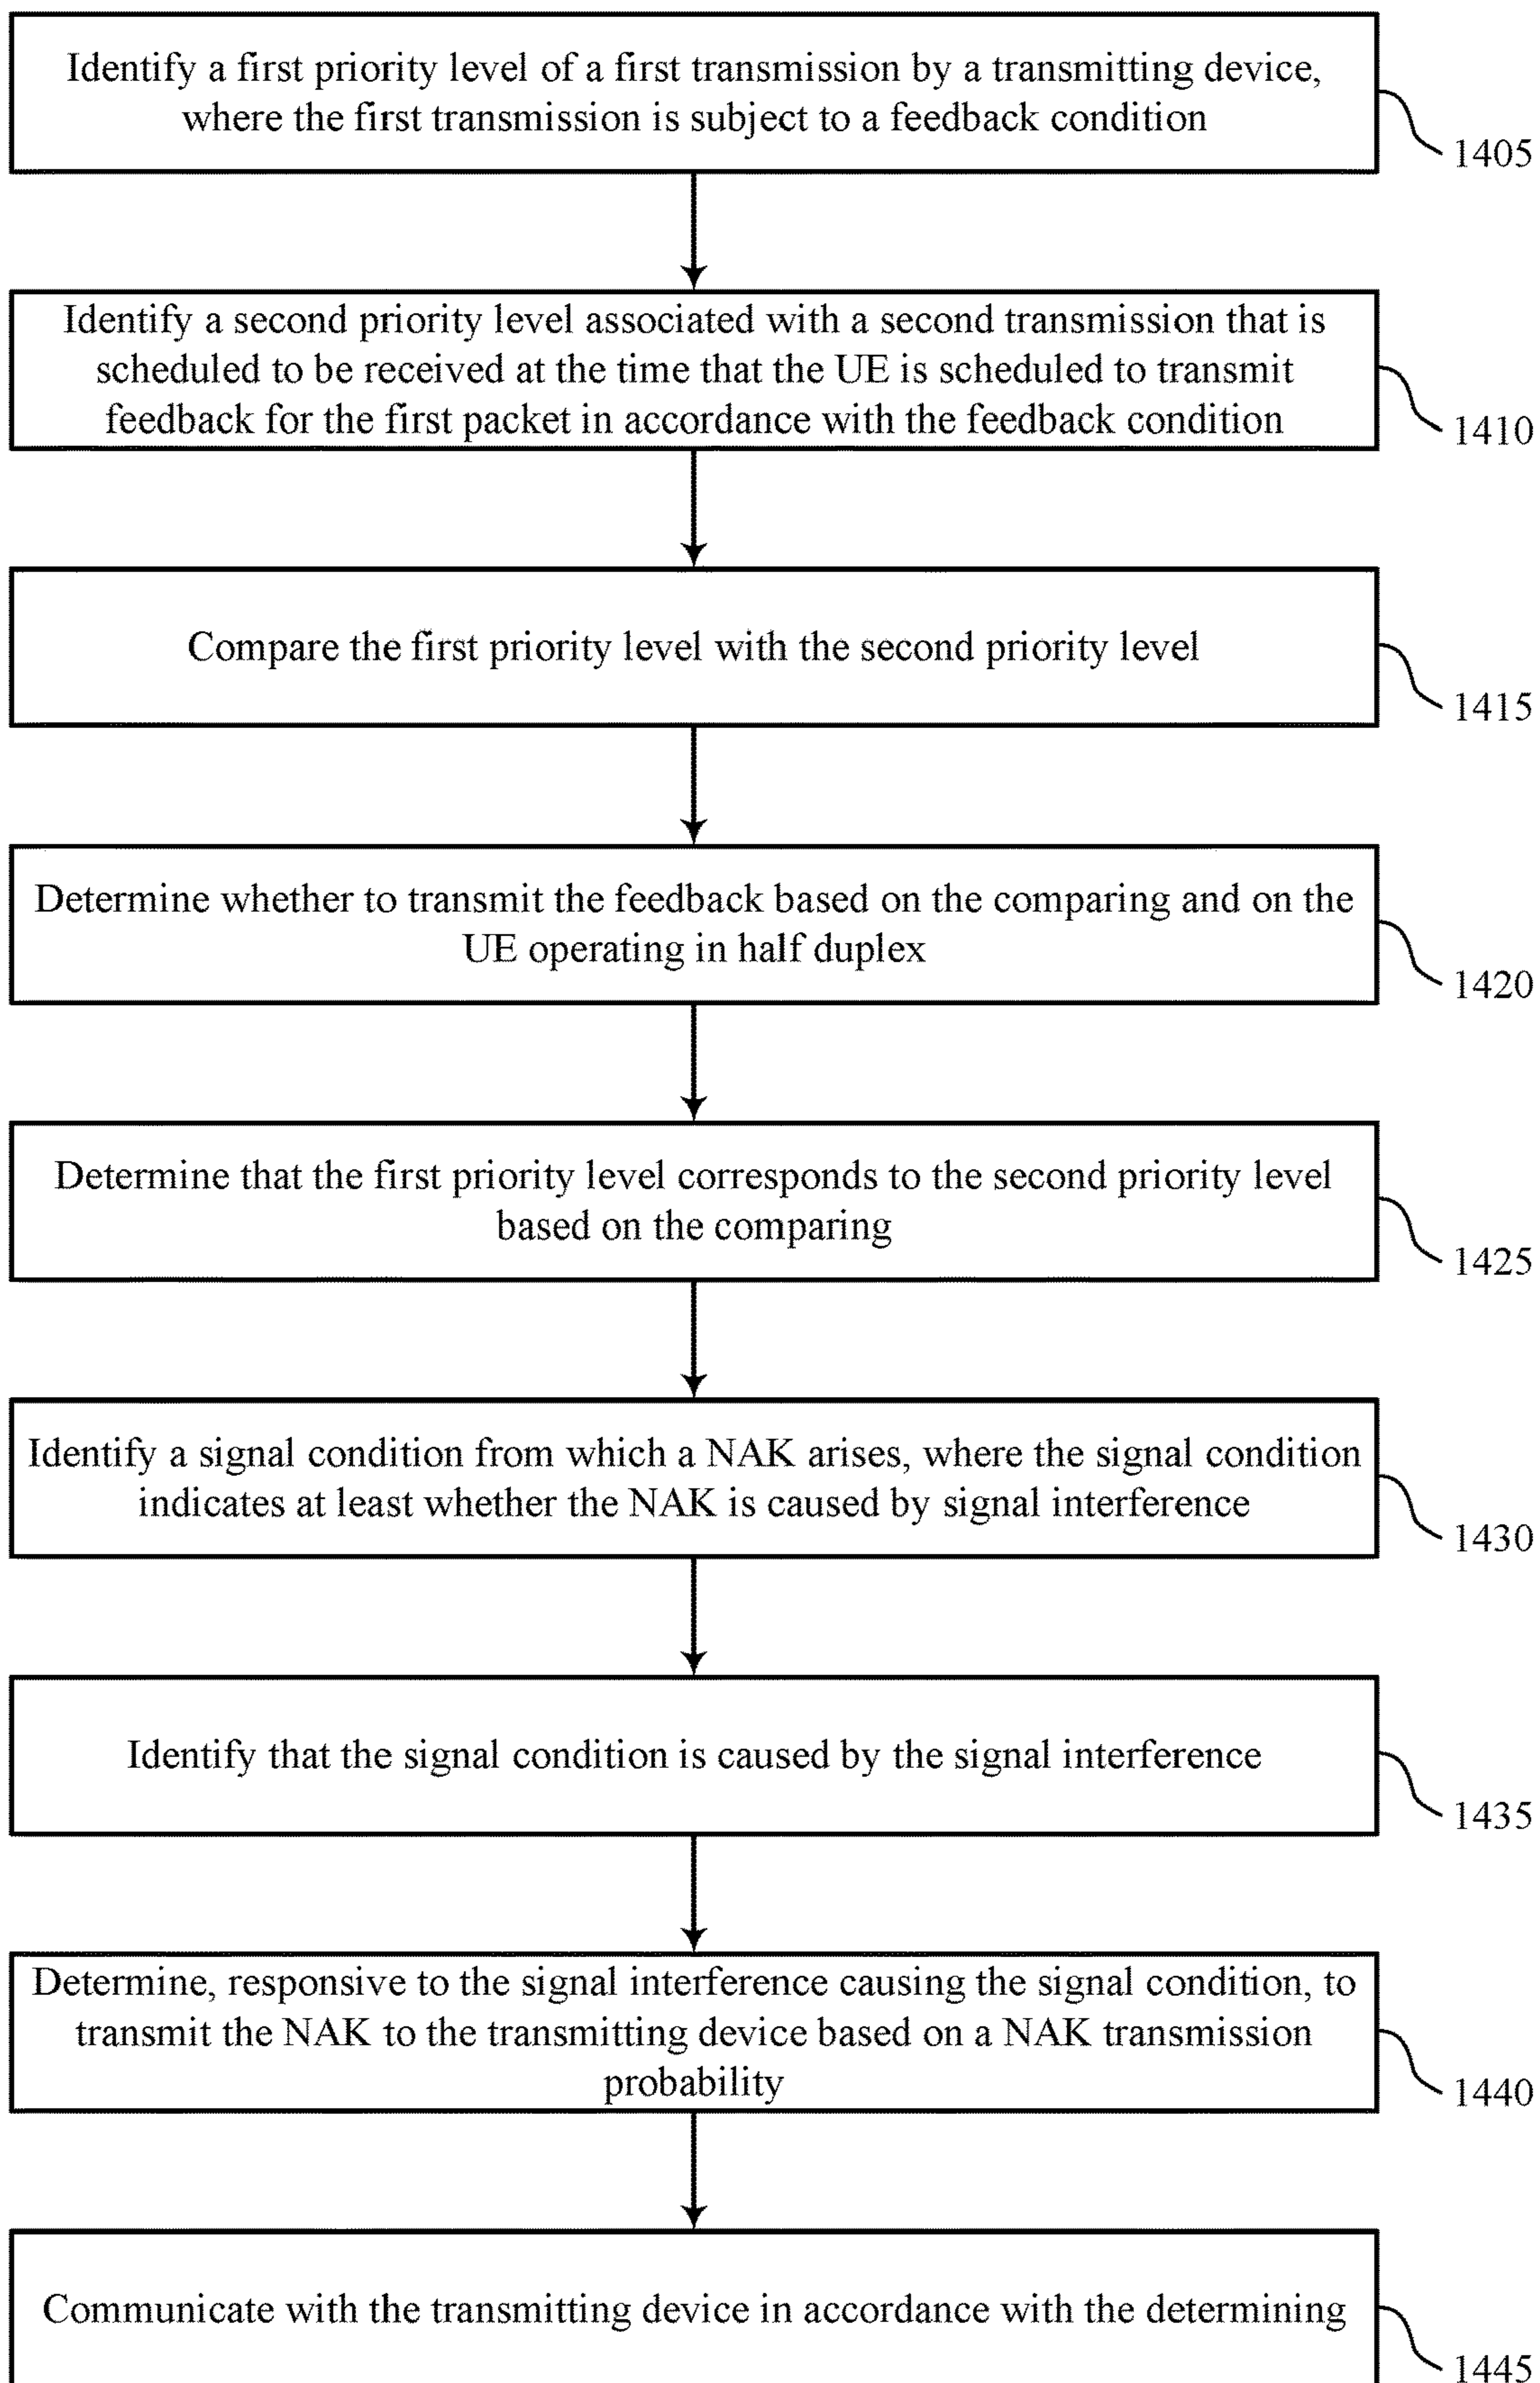 Identify a first priority level of a first transmission by a transmitting device,
where the first transmission is subject to a feedback condition
1405
Identify a second priority level associated with a second transmission that is
scheduled to be received at the time that the UE is scheduled to transmit
feedback for the first packet in accordance with the feedback condition
1410
Compare the first priority level with the second priority level
1415
Determine whether to transmit the feedback based on the comparing and on the
UE operating in half duplex
1420
Determine that the first priority level corresponds to the second priority level
based on the comparing
1425
Identify a signal condition from which a NAK arises, where the signal condition
indicates at least whether the NAK is caused by signal interference
1430
Identify that the signal condition is caused by the signal interference
1435
Determine, responsive to the signal interference causing the signal condition, to
transmit the NAK to the transmitting device based on a NAK transmission
probability
1440
Communicate with the transmitting device in accordance with the determining
1445